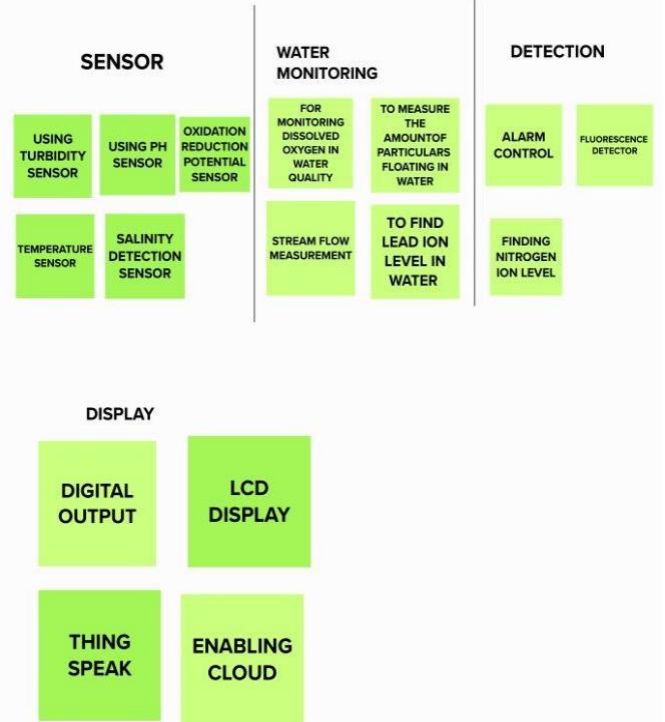 SENSOR
USING
TURBIDITY
SENSOR
USING PH
SENSOR
OXIDATION
REDUCTION
POTENTIAL
SENSOR
TEMPERATURE
SENSOR
SALINITY
DETECTION
SENSOR
WATER
MONITORING
FOR
MONITORING
DISSOLVED
OXYGEN IN
WATER
QUALITY
TO MEASURE
THE
AMOUNTOF
PARTICULARS
FLOATING IN
WATER
STREAM FLOW
MEASUREMENT
TO FIND
LEAD ION
LEVEL IN
WATER
DETECTION
ALARM
CONTROL
FLUORESCENCE
DETECTOR
FINDING
NITROGEN
ION LEVEL
DISPLAY
DIGITAL
OUTPUT
LCD
DISPLAY
THING
SPEAK
ENABLING
CLOUD